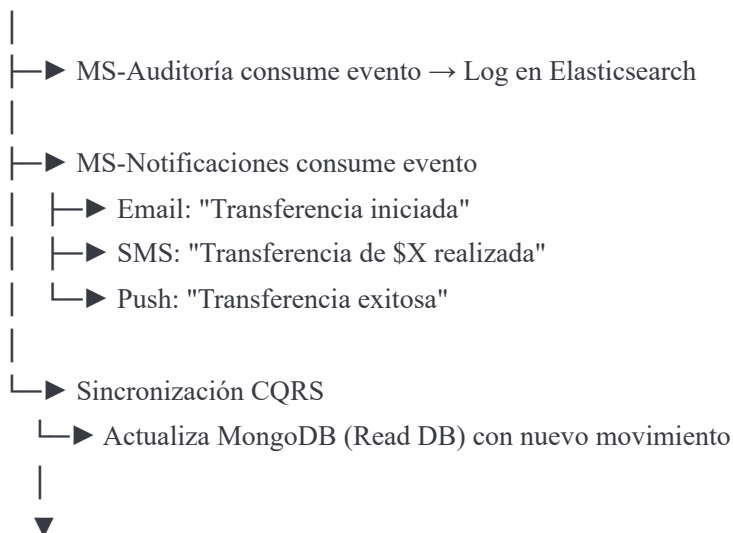 MS-Auditoría consume evento → Log en Elasticsearch
MS-Notificaciones consume evento
Email: "Transferencia iniciada"
SMS: "Transferencia de $X realizada"
Push: "Transferencia exitosa"
Sincronización CQRS
Actualiza MongoDB (Read DB) con nuevo movimiento